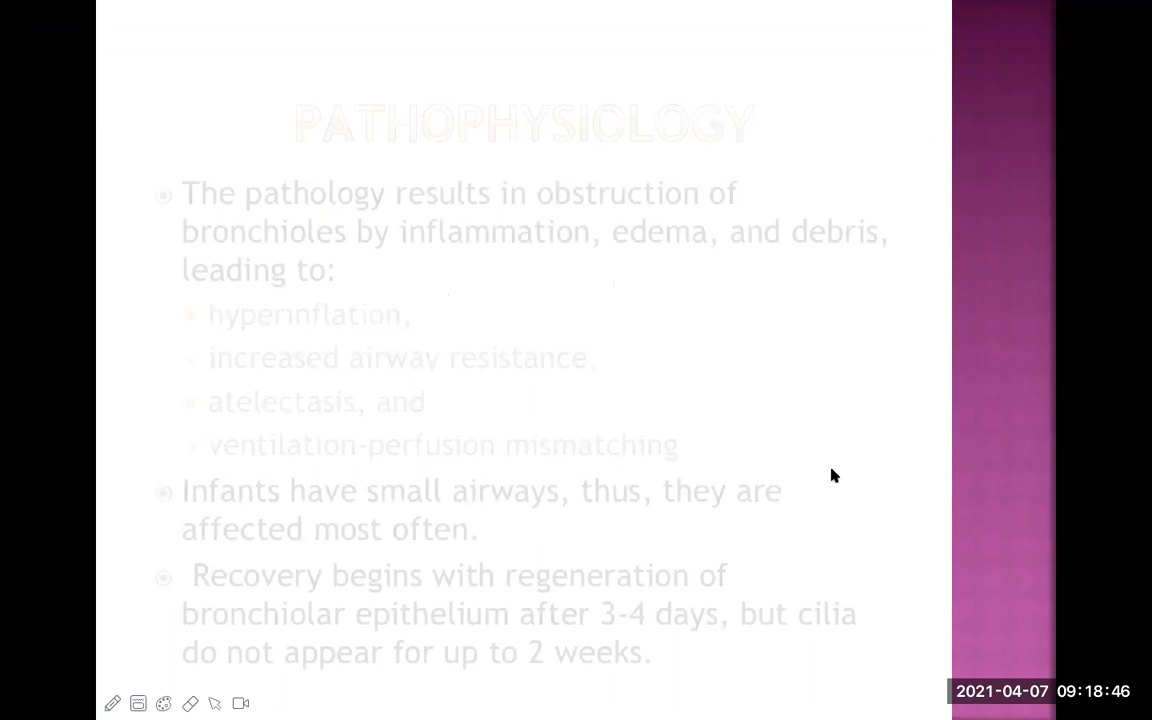 PATHOPHYSIOLOGY
The pathology results in obstruction of
bronchioles by inflammation, edema, and debris,
leading to:
hyperinflation,
increased airway resistance,
atelectasis, and
ventilation-perfusion mismatching
Infants have small airways, thus, they are
affected most often.
Recovery begins with regeneration of
bronchiolar epithelium after 3-4 days, but cilia
do not appear for up to 2 weeks.
2021-04-07 09:18:46